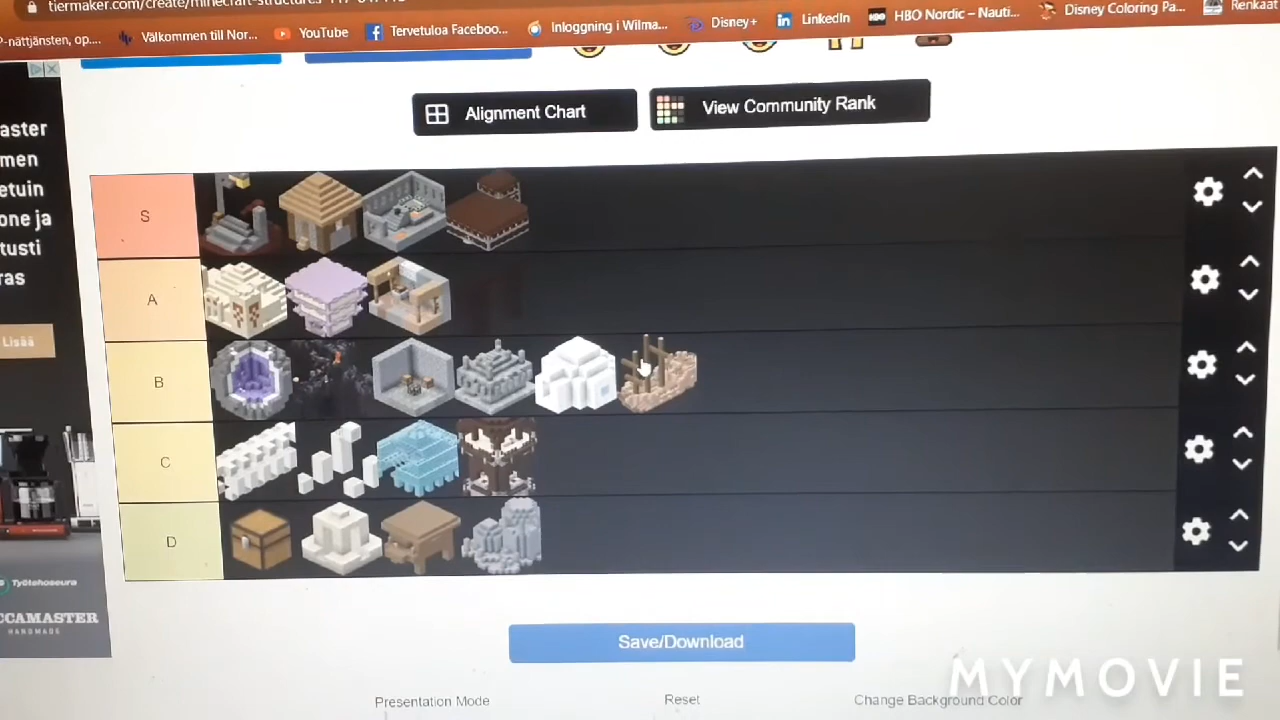 tiermaker.com/create/minecraft-structures
P-nättjänsten, op....
Välkommen til Nor...
YouTube
Tervetuloa Faceboo...
Inloggning i Wilma...
Disney+
LinkedIn
HBO Nordic – Nauti...
Disney Coloring Pa...
Renkaat
Alignment Chart
View Community Rank
aster
men
etuin
one ja
tusti
ras
Lisää
Työtehoseura
CCAMASTER
HANDMADE
S
A
B
C
D
Save/Download
Presentation Mode
Reset
Change Background Color
MYMOVIE